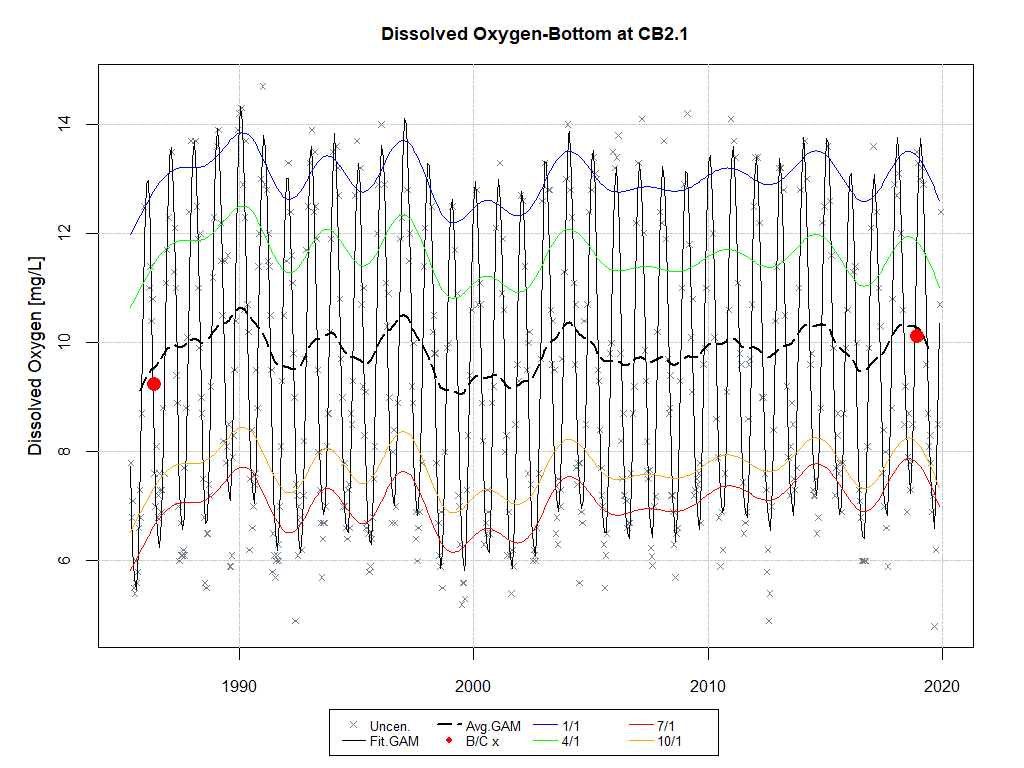 Dissolved Oxygen-Bottom at CB2.1
Dissolved Oxygen [mg/L]
14
12
10
8
6
1990 2000 2010 2020
Uncen. Avg.GAM 1/1 7/1
Fit.GAM B/C x 4/1 10/1